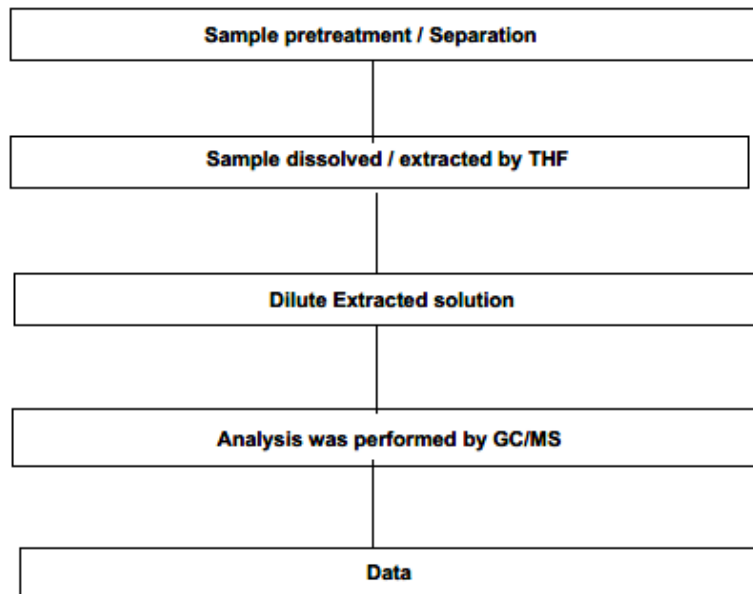 Sample pretreatment / Separation
Sample dissolved / extracted by THF
Dilute Extracted solution
Analysis was performed by GC/MS
Data